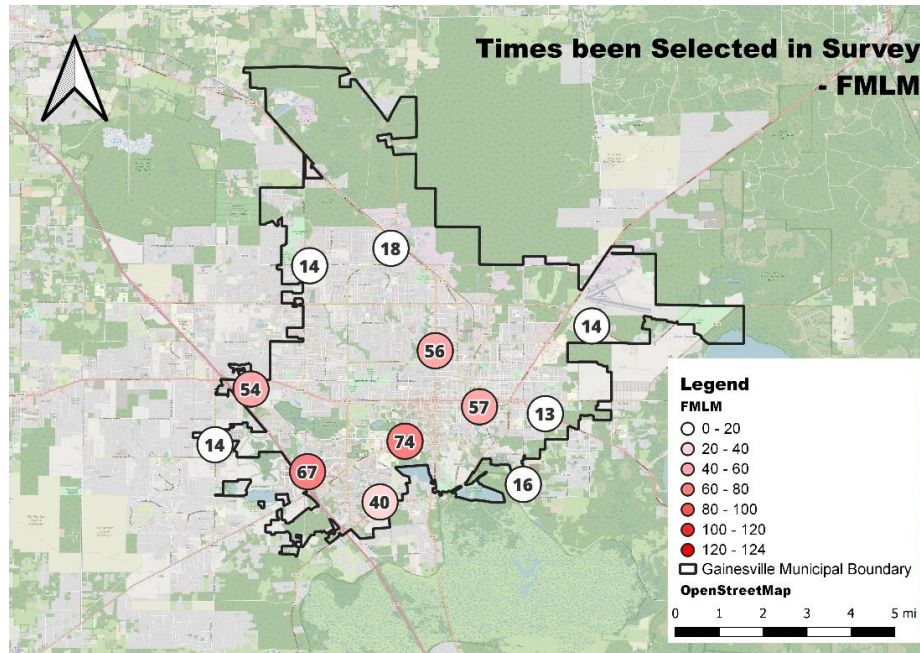 Times been Selected in Survey
- FMLM
18
14
14
56
54
57
13
74
14
67
16
40
Legend
FMLM
0 - 20
20 - 40
40 - 60
60 - 80
80 - 100
100 - 120
120 - 124
Gainesville Municipal Boundary
OpenStreetMap
0 1 2 3 4 5 mi